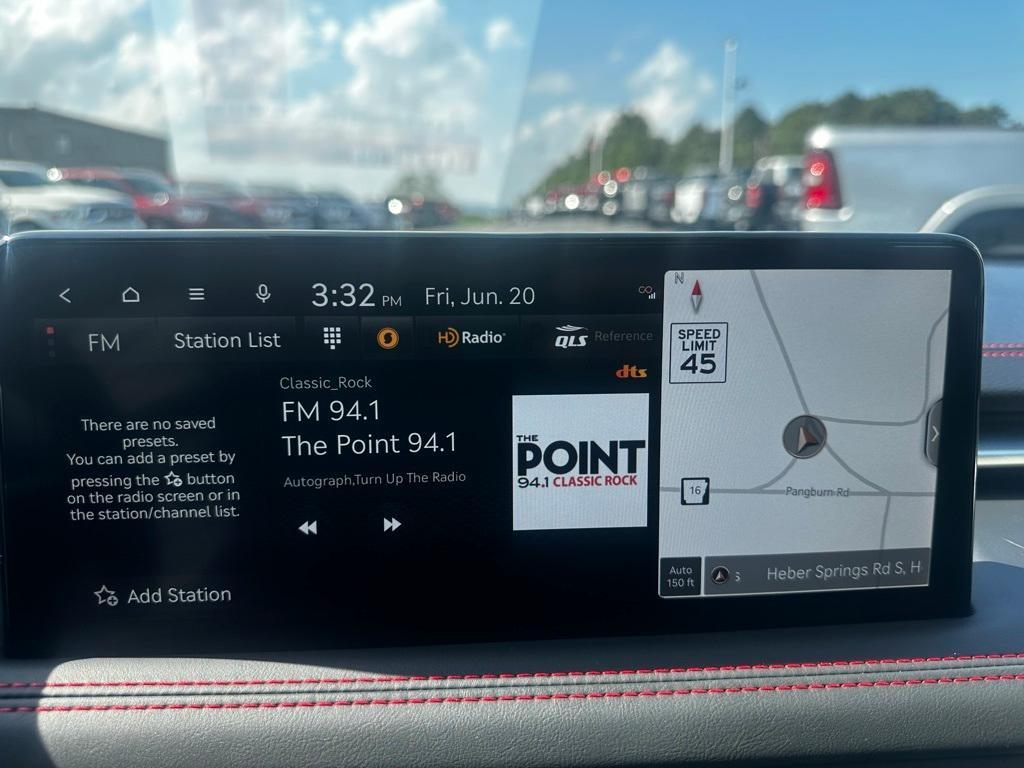 3:32 PM Fri, Jun. 20
FM Station List HD Radio QLS Reference
dts
There are no saved
presets.
You can add a preset by
pressing the button
on the radio screen or in
the station/channel list.
Add Station
Classic_Rock
FM 94.1
The Point 94.1
Autograph,Turn Up The Radio
THE
POINT
94.1 CLASSIC ROCK
N
SPEED
LIMIT
45
16
Pangburn Rd
Auto
150 ft
S Heber Springs Rd S, H